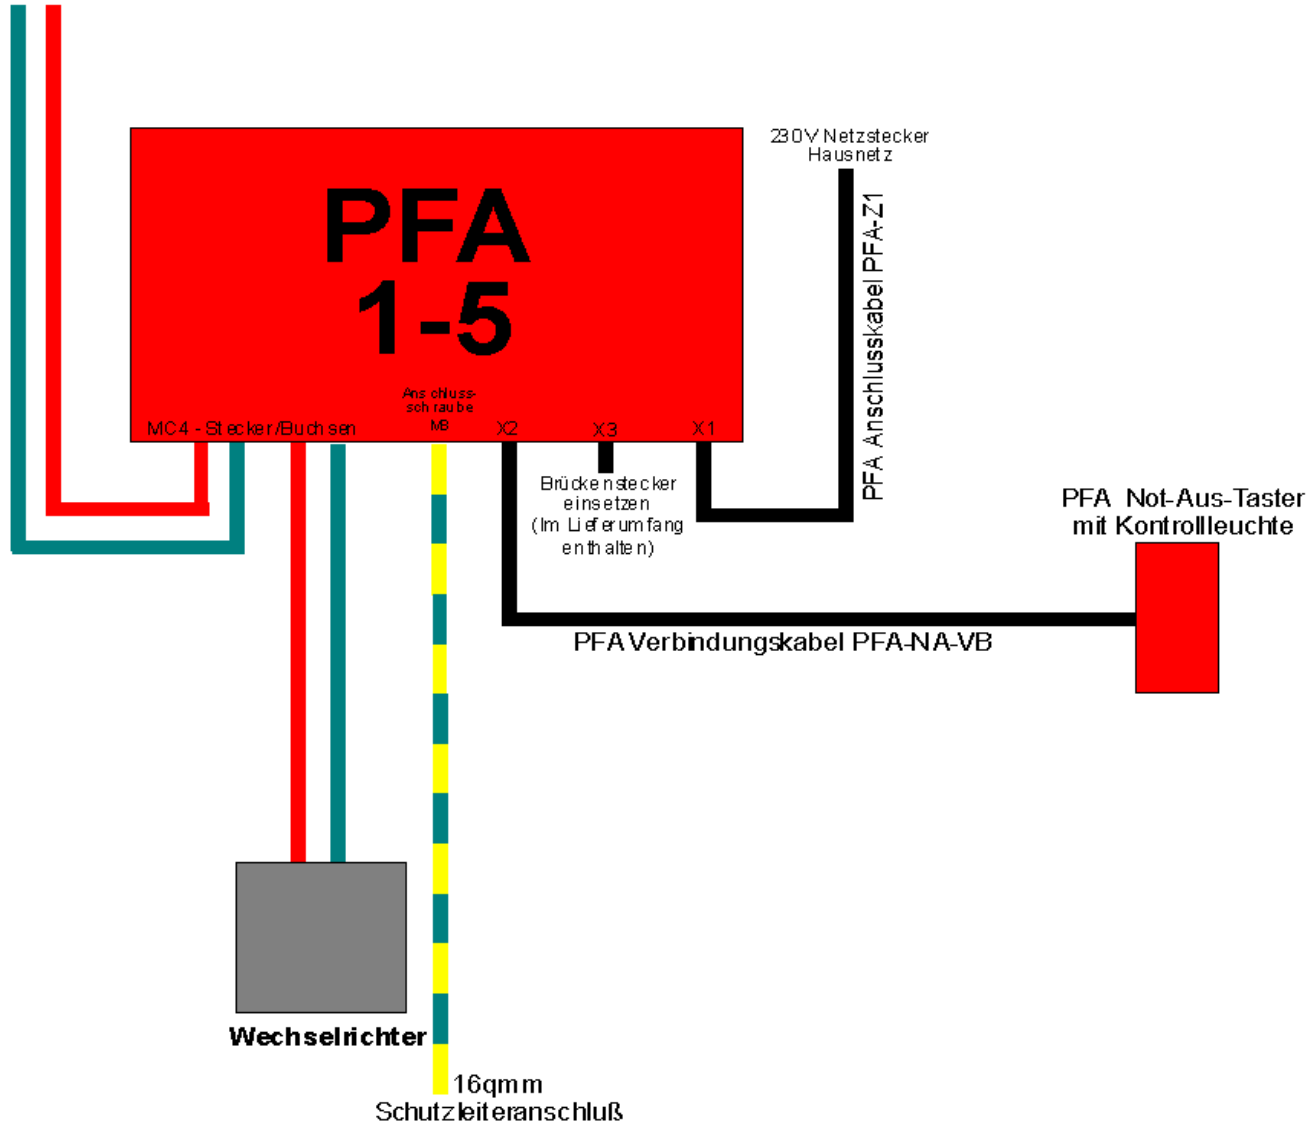 230V Netzstecker
Hausnetz
PFA
1-5
PFA Anschlusskabel PFA-Z1
Anschluss-
schraube
MB
MC4 - Stecker/Buchsen
X2
X3
X1
Brückenstecker
einsetzen
(Im Lieferumfang
enthalten)
PFA Not-Aus-Taster
mit Kontrollleuchte
PFA Verbindungskabel PFA-NA-VB
Wechselrichter
16qmm
Schutzleiteranschluß